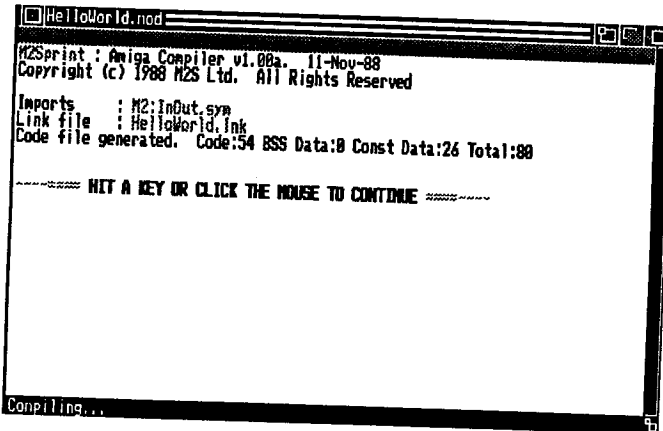 HelloWorld.mod
M2Sprint : Amiga Compiler v1.00a. 11-Nov-88
Copyright (c) 1988 M2S Ltd. All Rights Reserved
Imports : M2:InOut.sym
Link file : HelloWorld.lnk
Code file generated. Code:54 BSS Data:0 Const Data:26 Total:80
~~~~≈≈≈≈ HIT A KEY OR CLICK THE MOUSE TO CONTINUE ≈≈≈≈~~~~
Compiling...